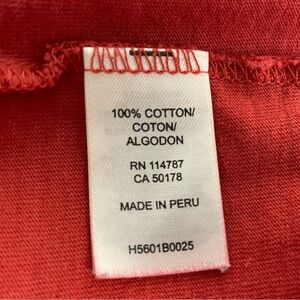 100% COTTON/
COTON/
ALGODON
RN 114787
CA 50178
MADE IN PERU
H5601B0025